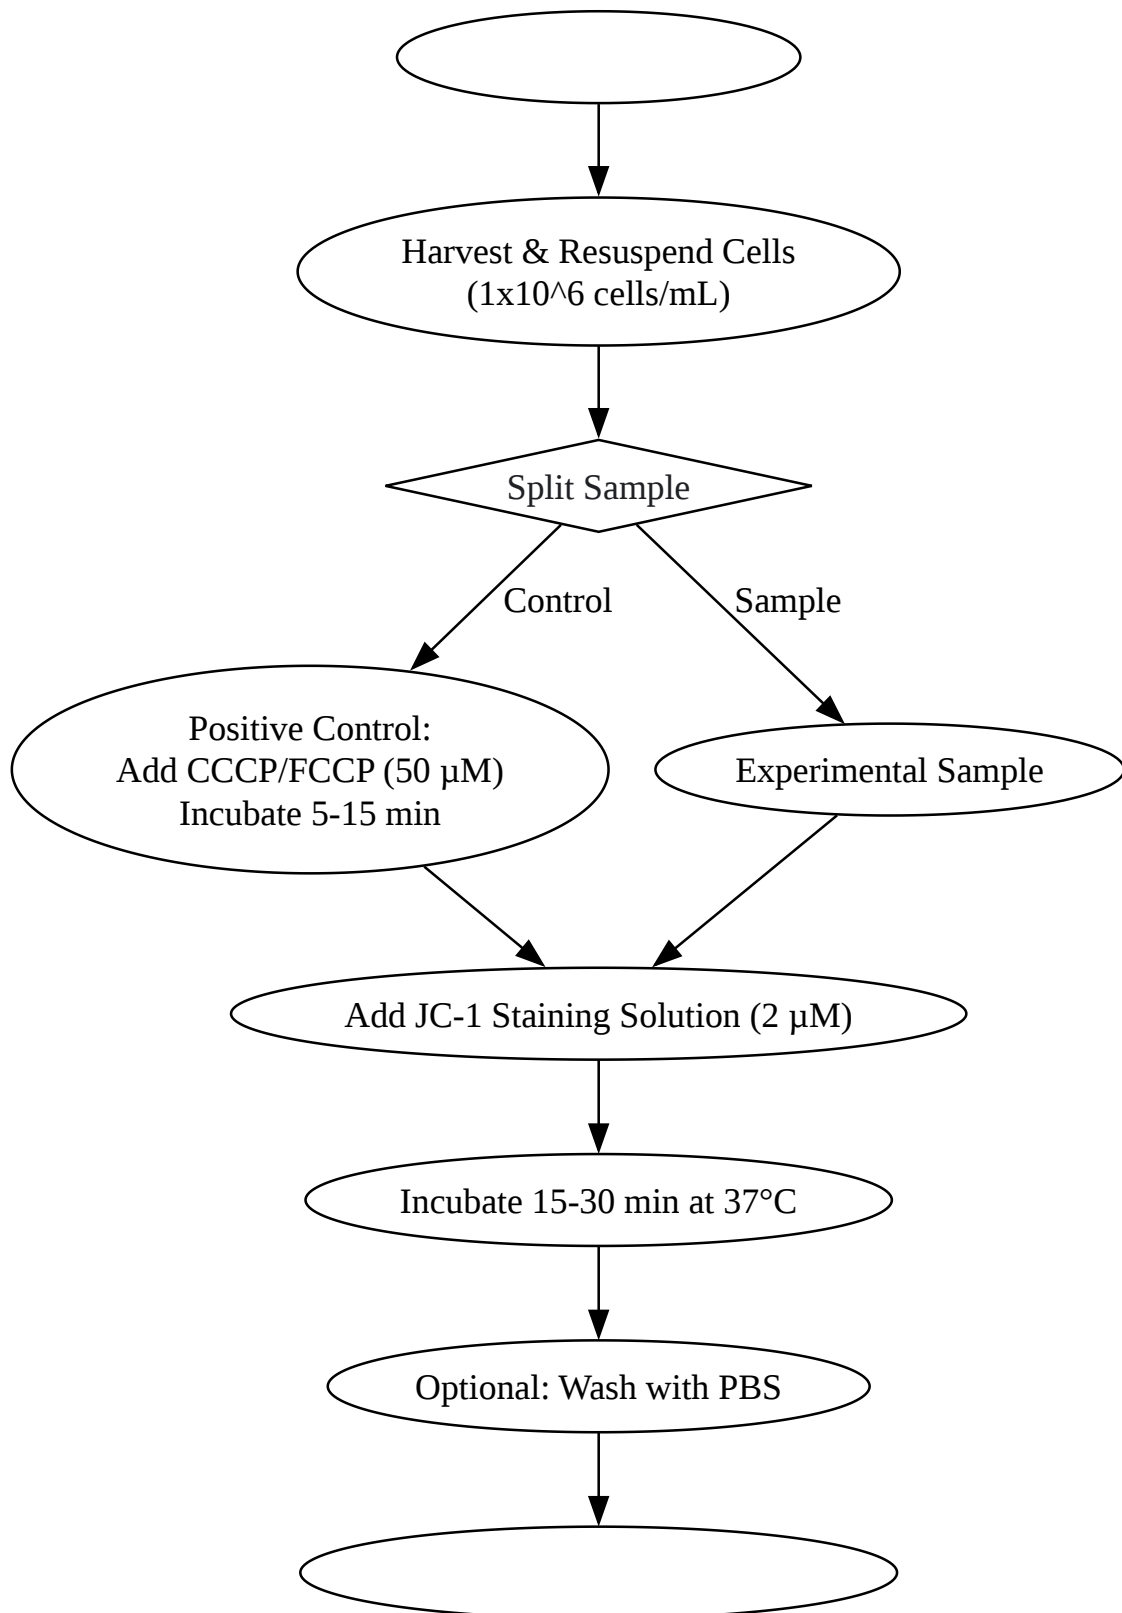 Harvest & Resuspend Cells
(1x10^6 cells/mL)
Split Sample
Control
Sample
Positive Control:
Add CCCP/FCCP (50 µM)
Incubate 5-15 min
Experimental Sample
Add JC-1 Staining Solution (2 µM)
Incubate 15-30 min at 37°C
Optional: Wash with PBS